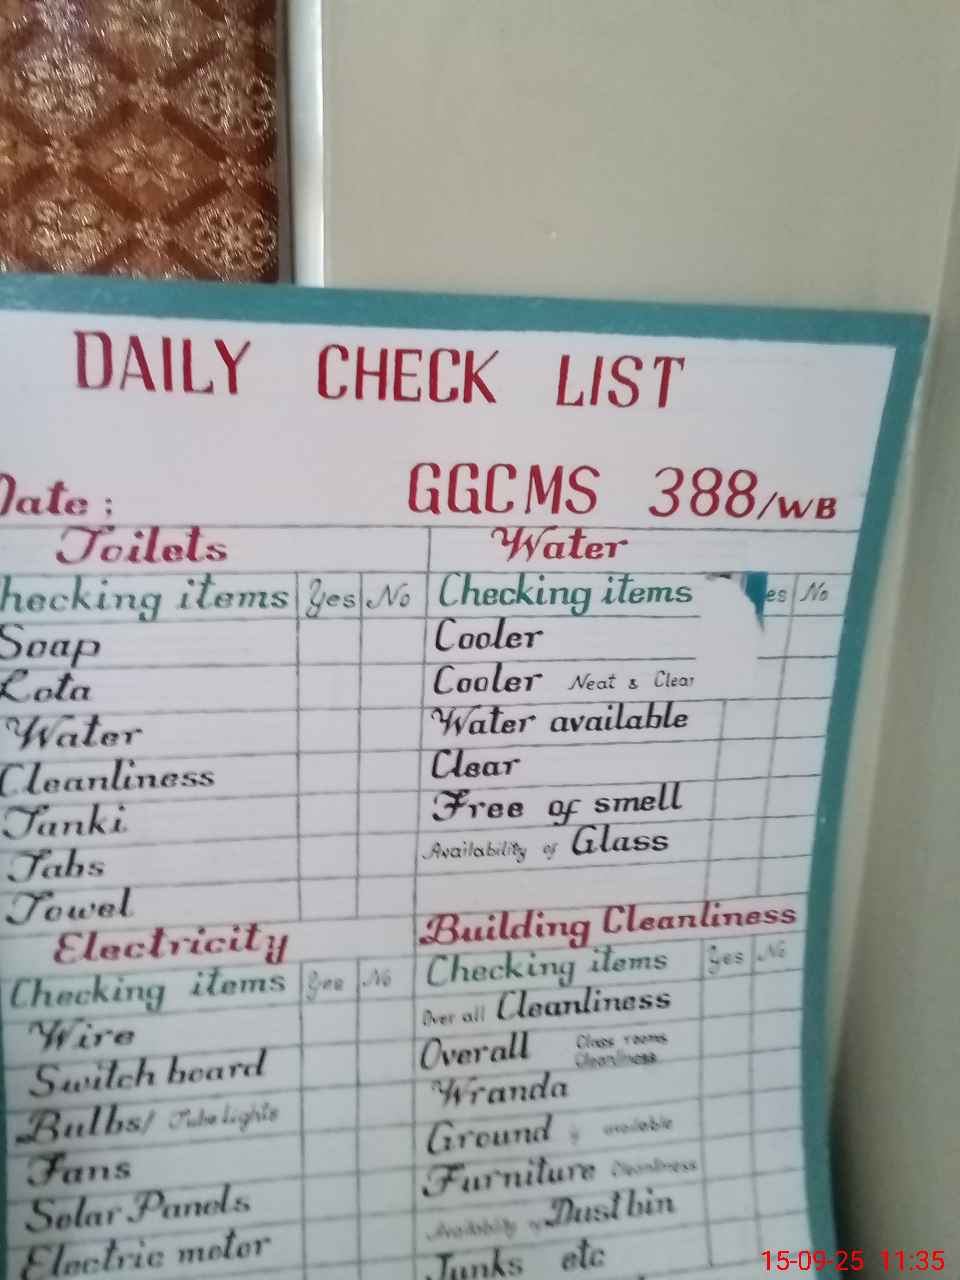 DAILY CHECK LIST
Date ;
GGCMS 388/WB
Toilets
hecking items Yes No
Soap
Lota
Water
Cleanliness
Tanki
Tabs
Towel
Water
Checking items es No
Cooler
Cooler Neat & Clear
Water available
Clear
Free of smell
Availability of Glass
Electricity
Checking items Yes No
Wire
Switch board
Bulbs/ Tube Lights
Fans
Solar Panels
Electric meter
Building Cleanliness
Checking items Yes No
Over all Cleanliness
Overall Class rooms
Cleanliness
Wranda
Ground available
Furniture Cleanliness
Availability of Dustbin
Junks etc
15-09-25 11:35